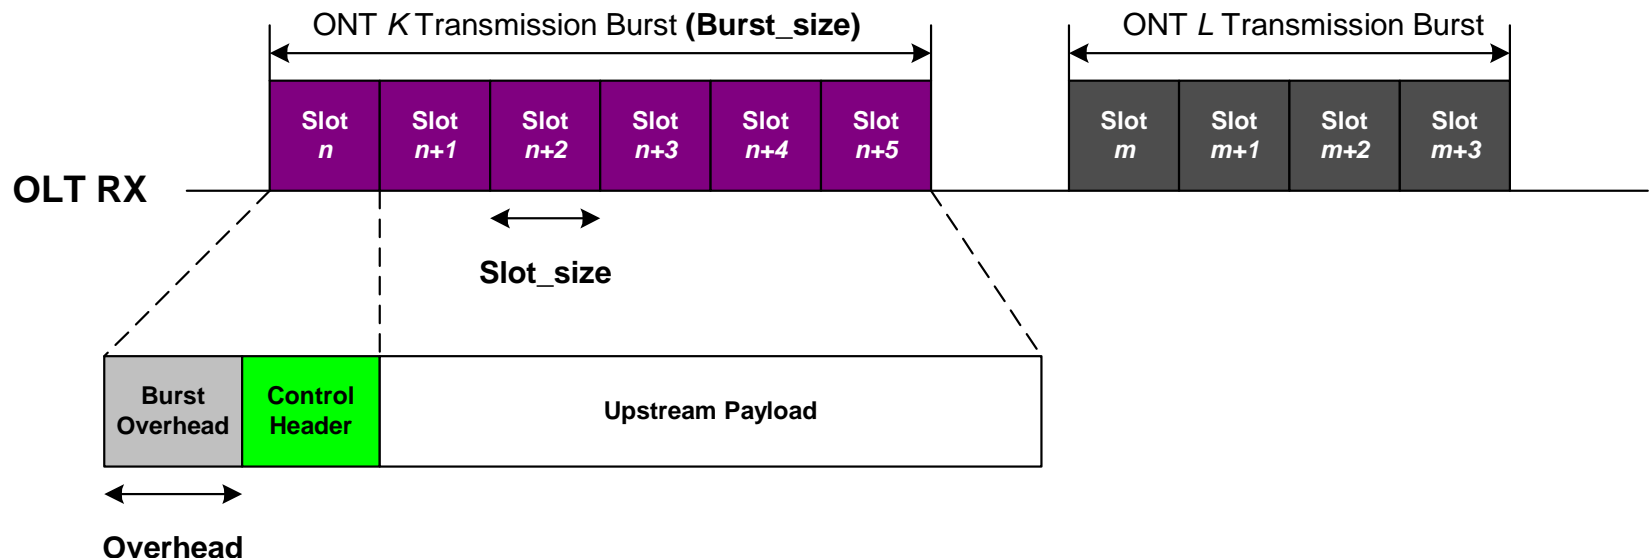 ONT K Transmission Burst (Burst_size)
ONT L Transmission Burst
Slot
n
Slot
n+1
Slot
n+2
Slot
n+3
Slot
n+4
Slot
n+5
Slot
m
Slot
m+1
Slot
m+2
Slot
m+3
OLT RX
Slot_size
Burst
Overhead
Control
Header
Upstream Payload
Overhead